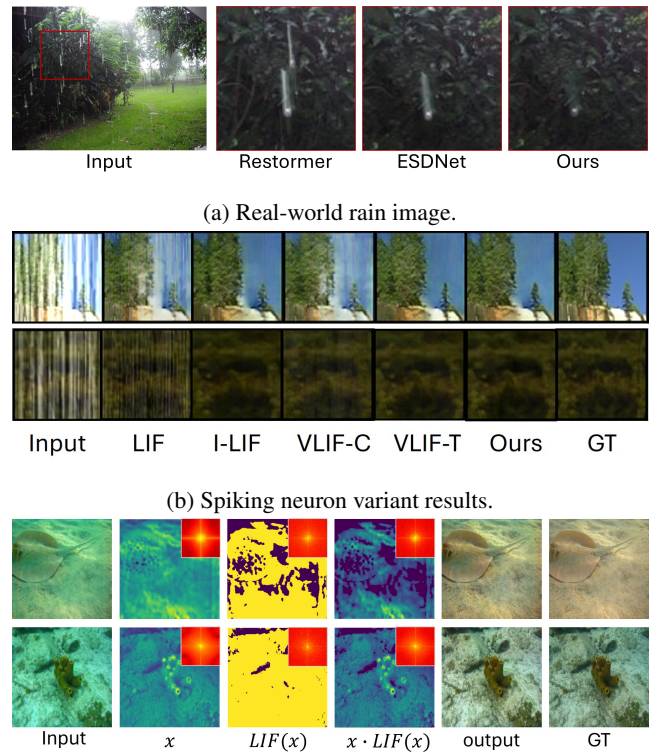 Input Restormer ESDNet Ours
(a) Real-world rain image.
Input LIF I-LIF VLIF-C VLIF-T Ours GT
(b) Spiking neuron variant results.
Input x LIF(x) x · LIF(x) output GT